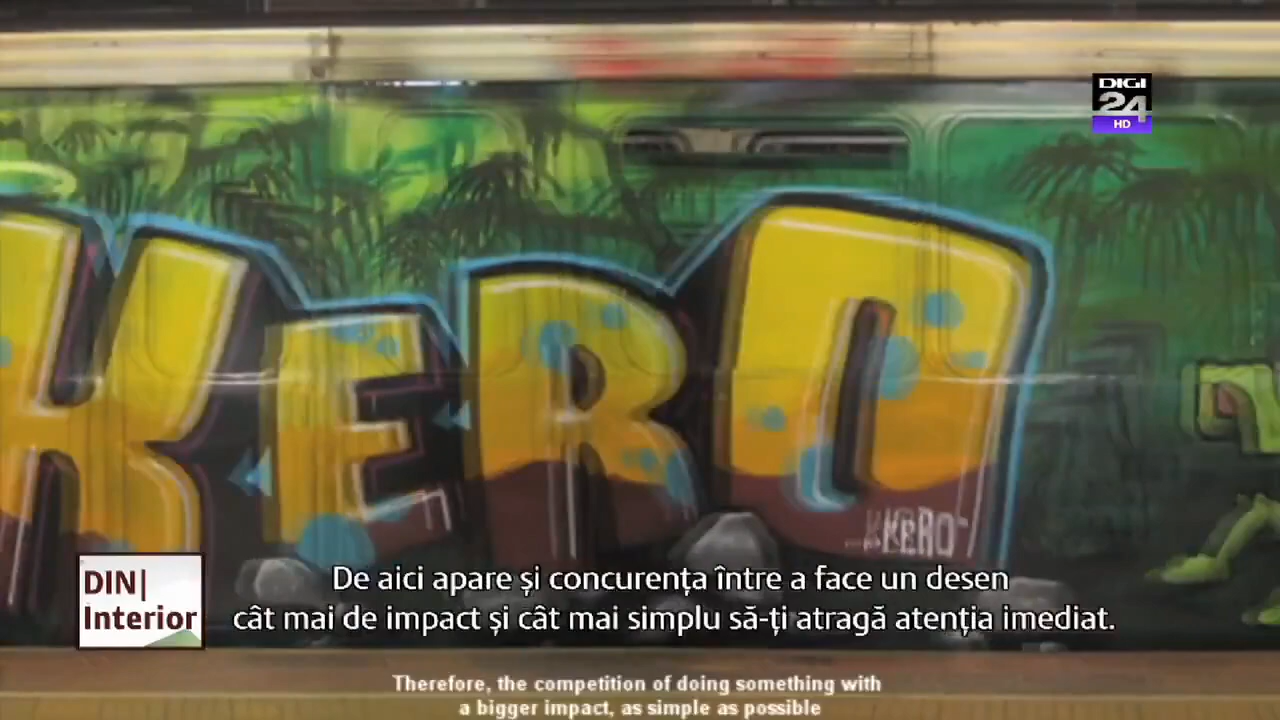 DIGI
24
HD
KERO
KERO
DIN|
Interior
De aici apare și concurența între a face un desen
cât mai de impact și cât mai simplu să-ți atragă atenția imediat.
Therefore, the competition of doing something with
a bigger impact, as simple as possible